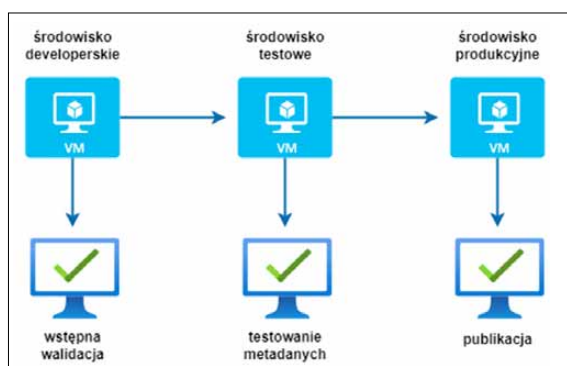 środowisko
developerskie
środowisko
testowe
środowisko
produkcyjne
VM
VM
VM
wstępna
walidacja
testowanie
metadanych
publikacja